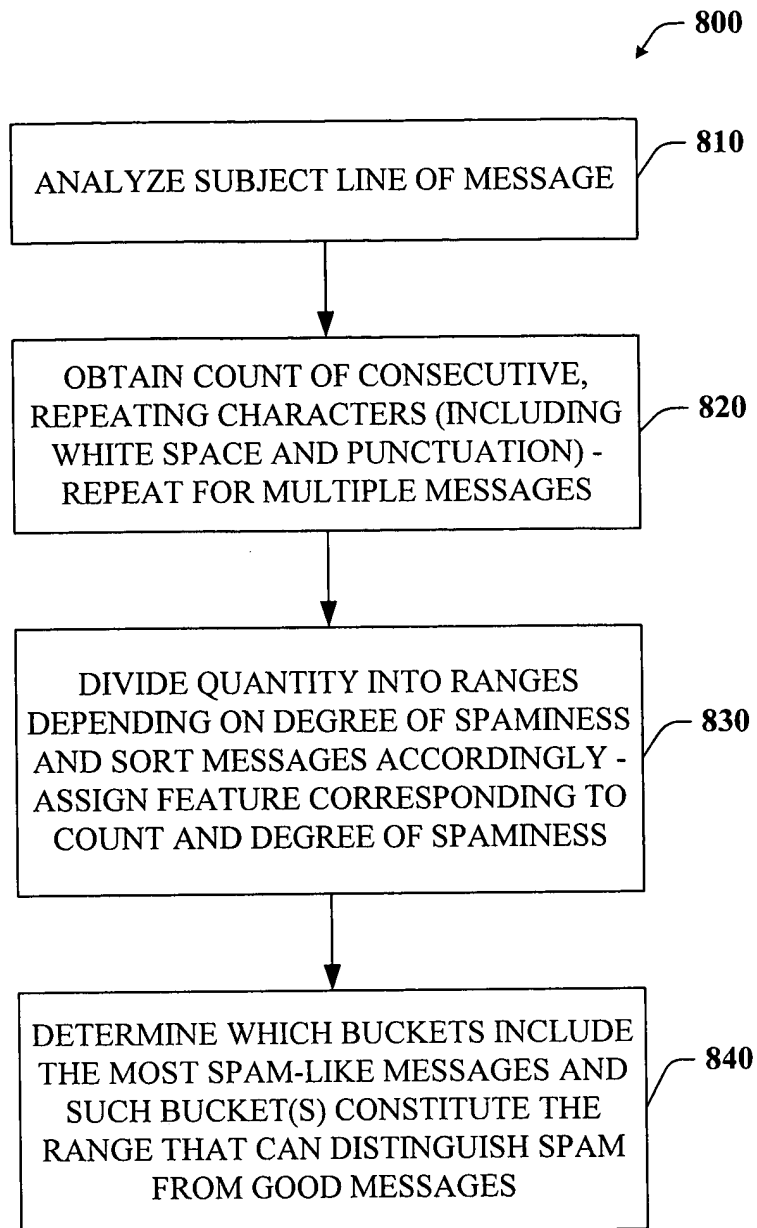 800
ANALYZE SUBJECT LINE OF MESSAGE
810
OBTAIN COUNT OF CONSECUTIVE,
REPEATING CHARACTERS (INCLUDING
WHITE SPACE AND PUNCTUATION) -
REPEAT FOR MULTIPLE MESSAGES
820
DIVIDE QUANTITY INTO RANGES
DEPENDING ON DEGREE OF SPAMINESS
AND SORT MESSAGES ACCORDINGLY -
ASSIGN FEATURE CORRESPONDING TO
COUNT AND DEGREE OF SPAMINESS
830
DETERMINE WHICH BUCKETS INCLUDE
THE MOST SPAM-LIKE MESSAGES AND
SUCH BUCKET(S) CONSTITUTE THE
RANGE THAT CAN DISTINGUISH SPAM
FROM GOOD MESSAGES
840